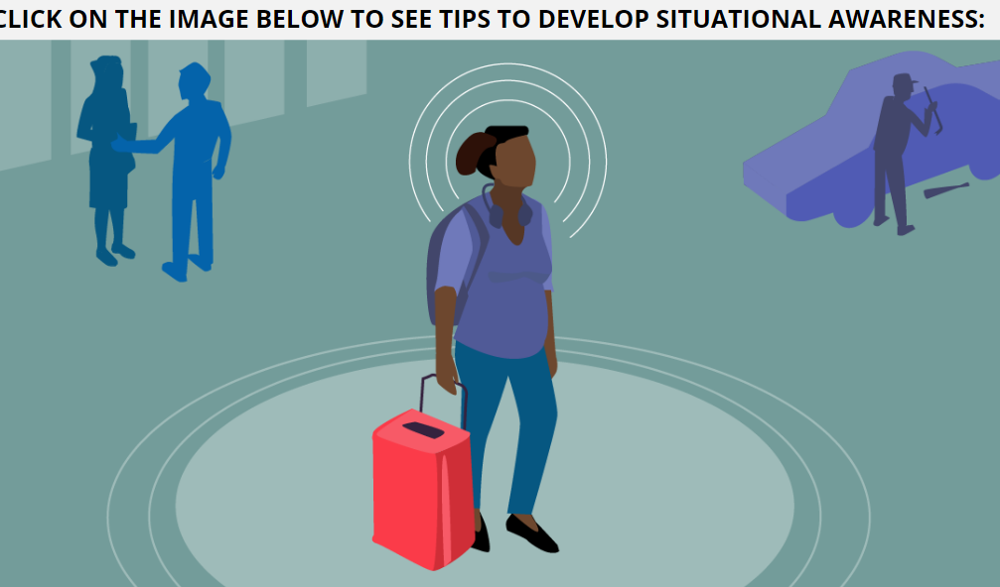 CLICK ON THE IMAGE BELOW TO SEE TIPS TO DEVELOP SITUATIONAL AWARENESS: